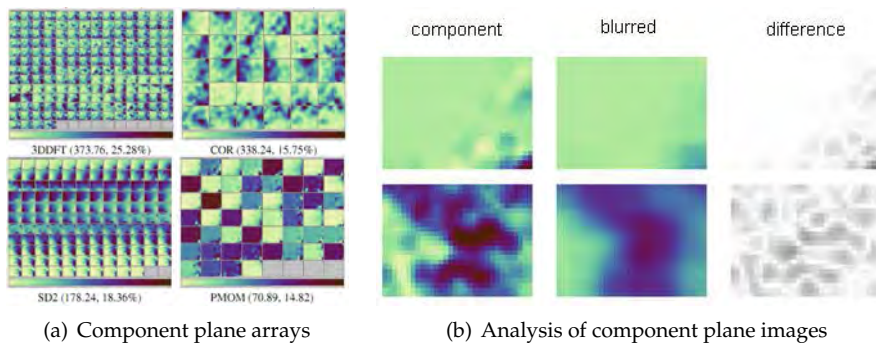 component blurred difference
3DDFT (373.76, 25.28%) COR (338.24, 15.75%)
SD2 (178.24, 18.36%) PMOM (70.89, 14.82)
(a) Component plane arrays (b) Analysis of component plane images